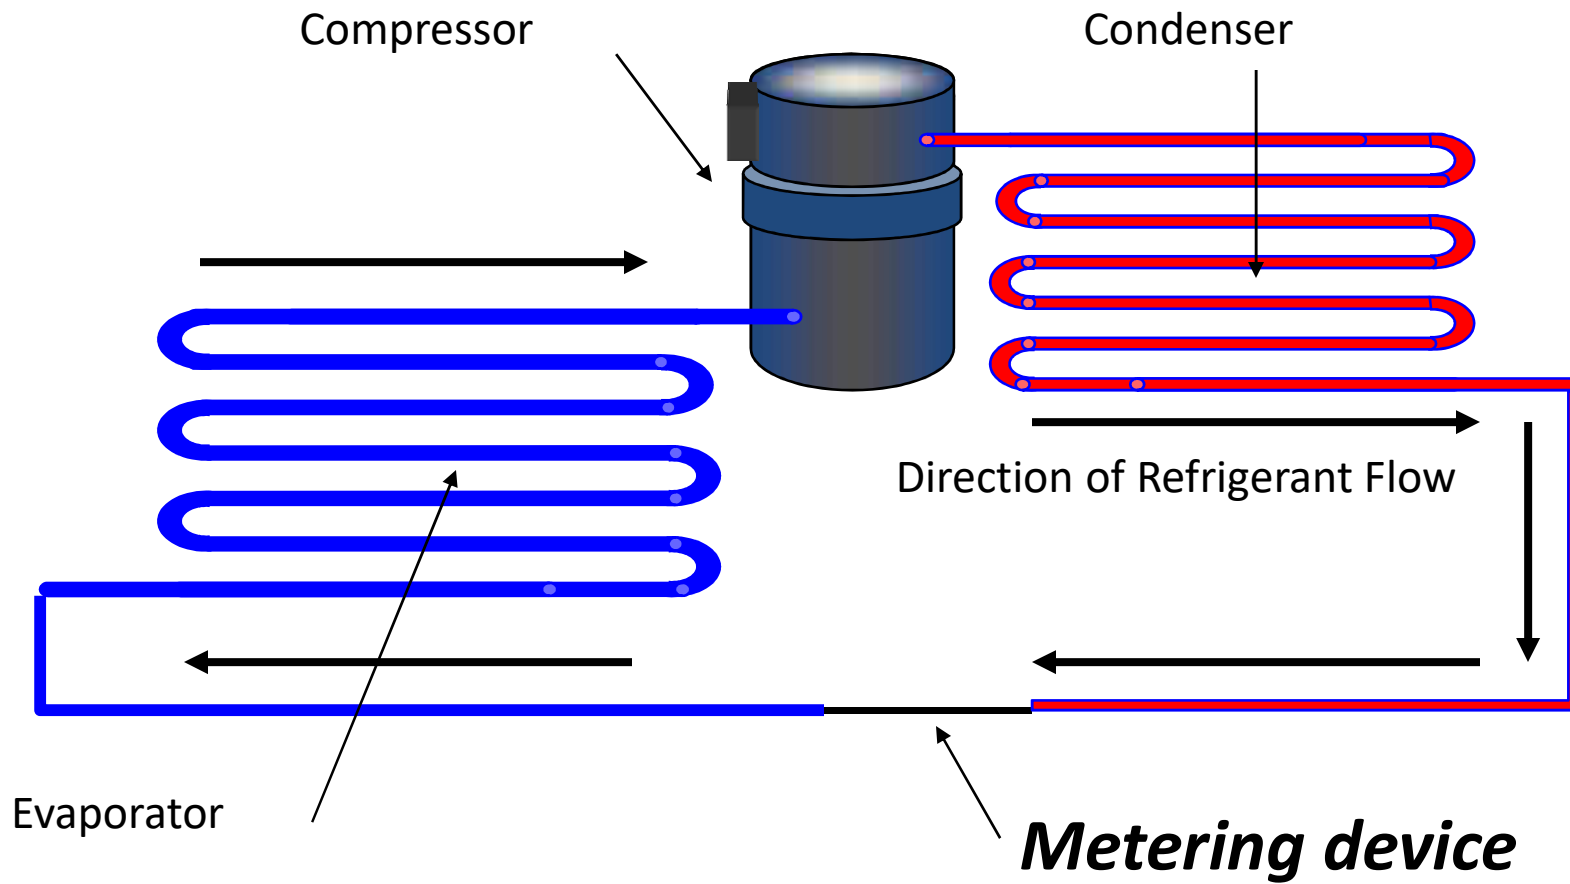 Compressor
Condenser
Direction of Refrigerant Flow
Evaporator
Metering device